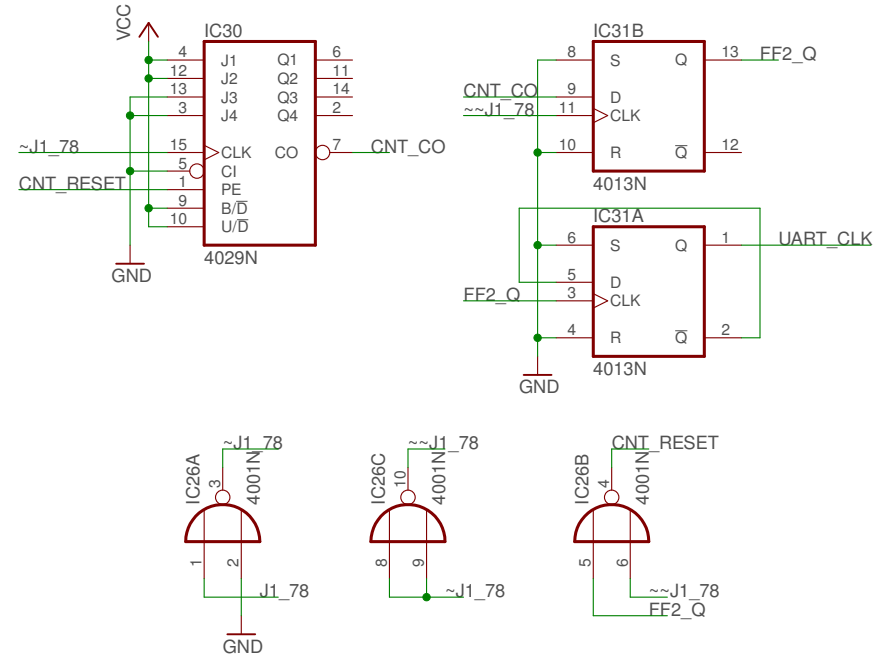 VCC
IC30
4 J1 Q1 6
12 J2 Q2 11
13 J3 Q3 14
3 J4 Q4 2
~J1_78 15 CLK CO 7 CNT_CO
5 CI
CNT_RESET 1 PE
9 B/D
10 U/D
4029N
GND
IC31B
8 S Q 13 FF2_Q
CNT_CO 9 D
~~J1_78 11 CLK
10 R Q 12
4013N
IC31A
6 S Q 1 UART_CLK
5 D
FF2_Q 3 CLK
4 R Q 2
4013N
GND
~J1_78
IC26A 3 4001N
1 2
J1_78
GND
~~J1_78
IC26C 10 4001N
8 9
~J1_78
CNT_RESET
IC26B 4 4001N
5 6
~~J1_78
FF2_Q